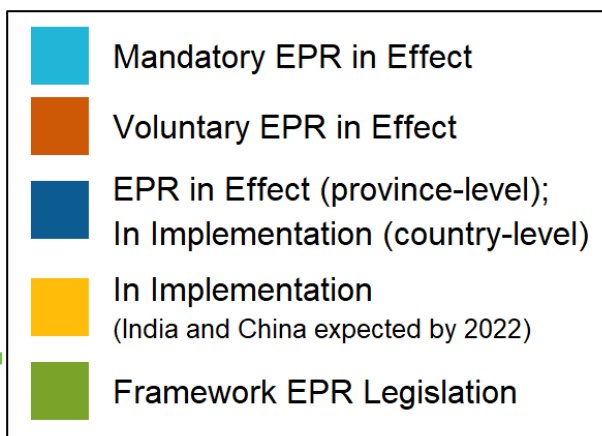 Mandatory EPR in Effect
Voluntary EPR in Effect
EPR in Effect (province-level);
In Implementation (country-level)
In Implementation
(India and China expected by 2022)
Framework EPR Legislation